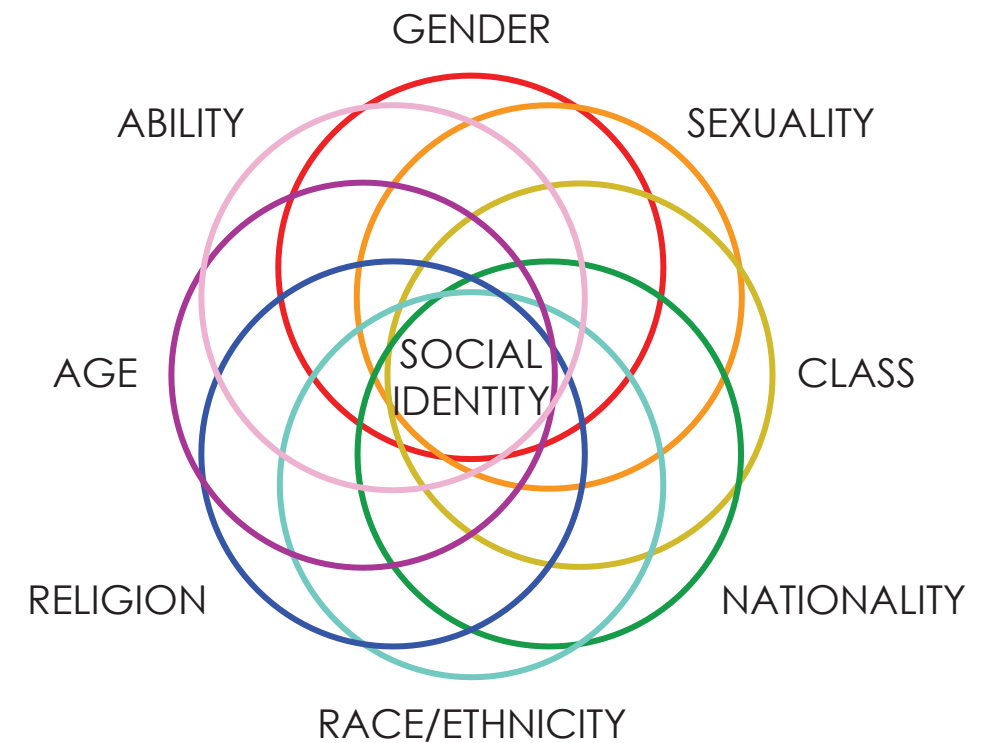 GENDER
ABILITY
SEXUALITY
SOCIAL
IDENTITY
AGE
CLASS
RELIGION
NATIONALITY
RACE/ETHNICITY